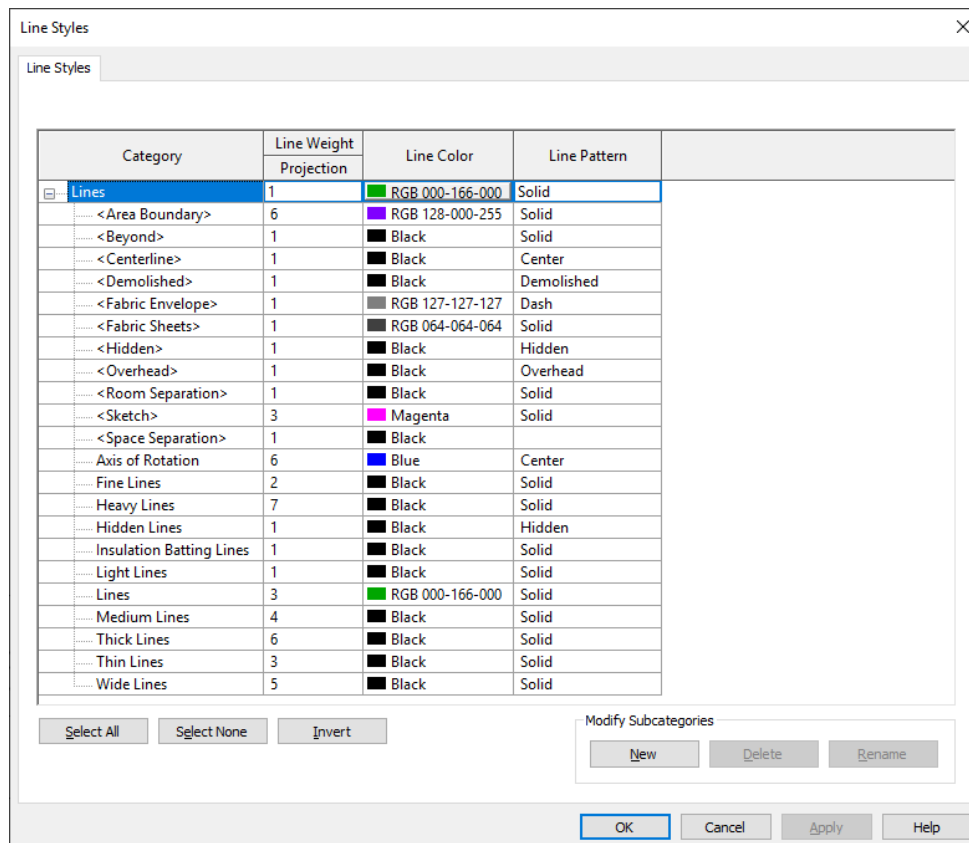 Line Styles
Line Styles
Category Line Weight Line Color Line Pattern
Projection
Lines 1 RGB 000-166-000 Solid
<Area Boundary> 6 RGB 128-000-255 Solid
<Beyond> 1 Black Solid
<Centerline> 1 Black Center
<Demolished> 1 Black Demolished
<Fabric Envelope> 1 RGB 127-127-127 Dash
<Fabric Sheets> 1 RGB 064-064-064 Solid
<Hidden> 1 Black Hidden
<Overhead> 1 Black Overhead
<Room Separation> 1 Black Solid
<Sketch> 3 Magenta Solid
<Space Separation> 1 Black
Axis of Rotation 6 Blue Center
Fine Lines 2 Black Solid
Heavy Lines 7 Black Solid
Hidden Lines 1 Black Hidden
Insulation Batting Lines 1 Black Solid
Light Lines 1 Black Solid
Lines 3 RGB 000-166-000 Solid
Medium Lines 4 Black Solid
Thick Lines 6 Black Solid
Thin Lines 3 Black Solid
Wide Lines 5 Black Solid
Select All Select None Invert
Modify Subcategories
New Delete Rename
OK Cancel Apply Help